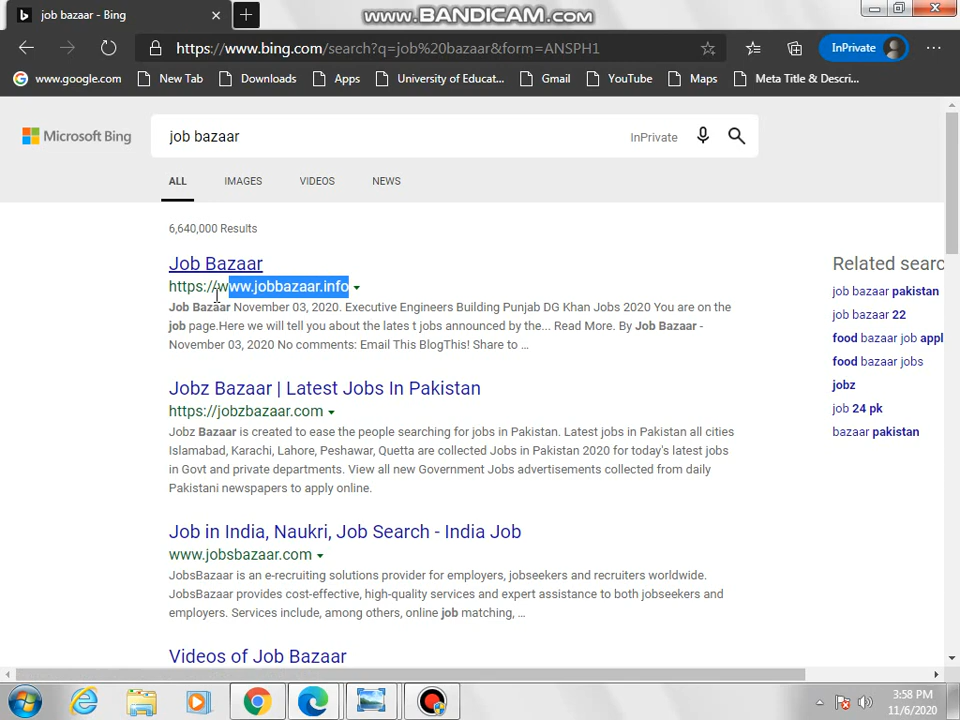 job bazaar - Bing
www.BANDICAM.com
https://www.bing.com/search?q=job%20bazaar&form=ANSPH1
InPrivate
www.google.com
New Tab
Downloads
Apps
University of Educat...
Gmail
YouTube
Maps
Meta Title & Descri...
Microsoft Bing
job bazaar
InPrivate
ALL
IMAGES
VIDEOS
NEWS
6,640,000 Results
Job Bazaar
https://www.jobbazaar.info
Job Bazaar November 03, 2020. Executive Engineers Building Punjab DG Khan Jobs 2020 You are on the
job page.Here we will tell you about the lates t jobs announced by the... Read More. By Job Bazaar -
November 03, 2020 No comments: Email This BlogThis! Share to ...
Jobz Bazaar | Latest Jobs In Pakistan
https://jobzbazaar.com
Jobz Bazaar is created to ease the people searching for jobs in Pakistan. Latest jobs in Pakistan all cities
Islamabad, Karachi, Lahore, Peshawar, Quetta are collected Jobs in Pakistan 2020 for today's latest jobs
in Govt and private departments. View all new Government Jobs advertisements collected from daily
Pakistani newspapers to apply online.
Job in India, Naukri, Job Search - India Job
www.jobsbazaar.com
JobsBazaar is an e-recruiting solutions provider for employers, jobseekers and recruiters worldwide.
JobsBazaar provides cost-effective, high-quality services and expert assistance to both jobseekers and
employers. Services include, among others, online job matching, ...
Videos of Job Bazaar
Related searc
job bazaar pakistan
job bazaar 22
food bazaar job appl
food bazaar jobs
jobz
job 24 pk
bazaar pakistan
3:58 PM
11/6/2020